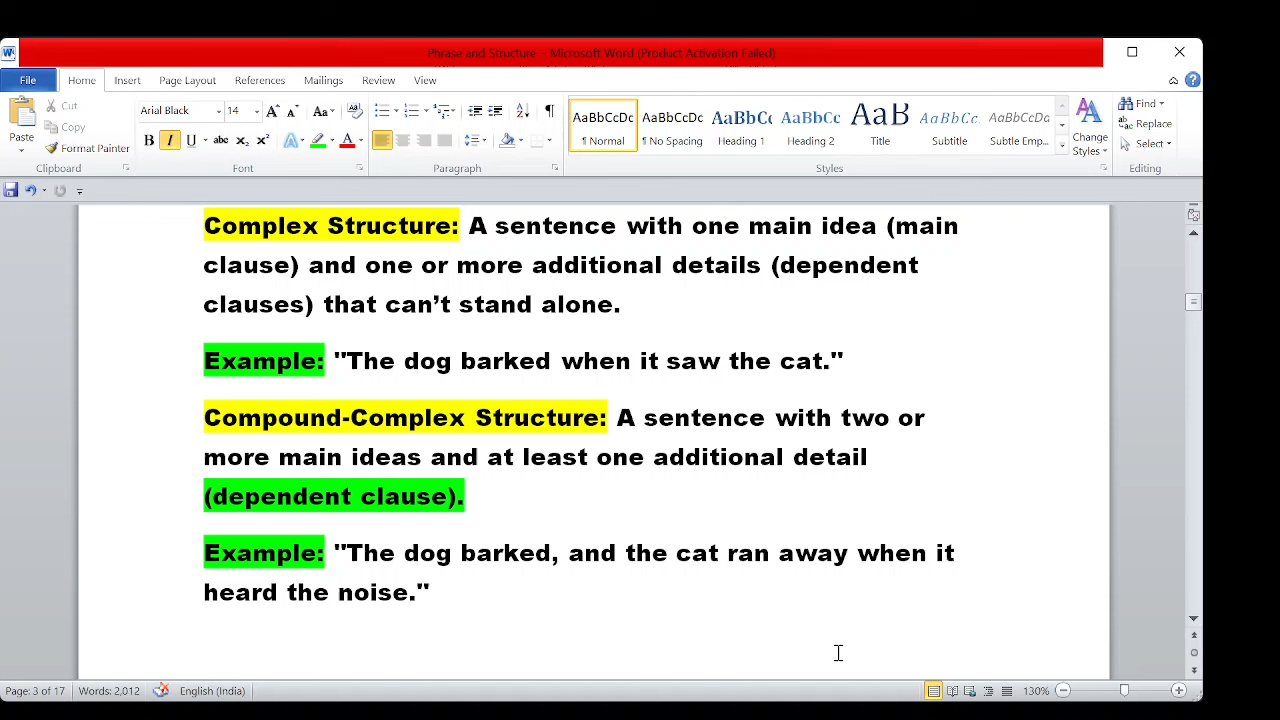 Phrase and Structure - Microsoft Word (Product Activation Failed)
File Home Insert Page Layout References Mailings Review View
Paste
Cut
Copy
Format Painter
Clipboard
Arial Black 14
Font
Paragraph
AaBbCcDc AaBbCcDc AaBbCc AaBbCc AaB AaBbCc. AaBbCcDc
¶ Normal ¶ No Spacing Heading 1 Heading 2 Title Subtitle Subtle Emp...
Change Styles
Styles
Find
Replace
Select
Editing
Complex Structure: A sentence with one main idea (main
clause) and one or more additional details (dependent
clauses) that can’t stand alone.
Example: "The dog barked when it saw the cat."
Compound-Complex Structure: A sentence with two or
more main ideas and at least one additional detail
(dependent clause).
Example: "The dog barked, and the cat ran away when it
heard the noise."
Page: 3 of 17 Words: 2,012 English (India) 130%